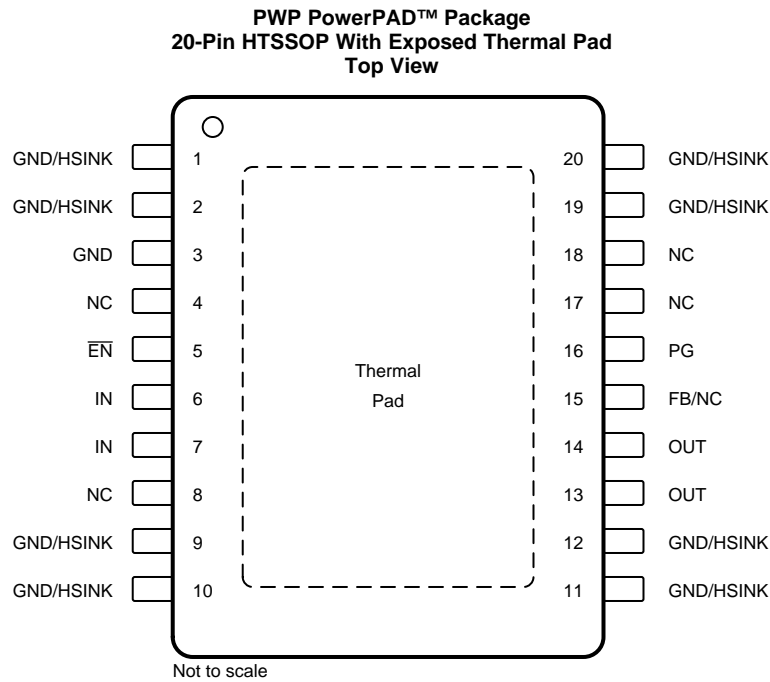 PWP PowerPAD™ Package
20-Pin HTSSOP With Exposed Thermal Pad
Top View
GND/HSINK 1 20 GND/HSINK
GND/HSINK 2 19 GND/HSINK
GND 3 18 NC
NC 4 17 NC
E̅N̅ 5 16 PG
IN 6 15 FB/NC
Thermal
Pad
IN 7 14 OUT
NC 8 13 OUT
GND/HSINK 9 12 GND/HSINK
GND/HSINK 10 11 GND/HSINK
Not to scale